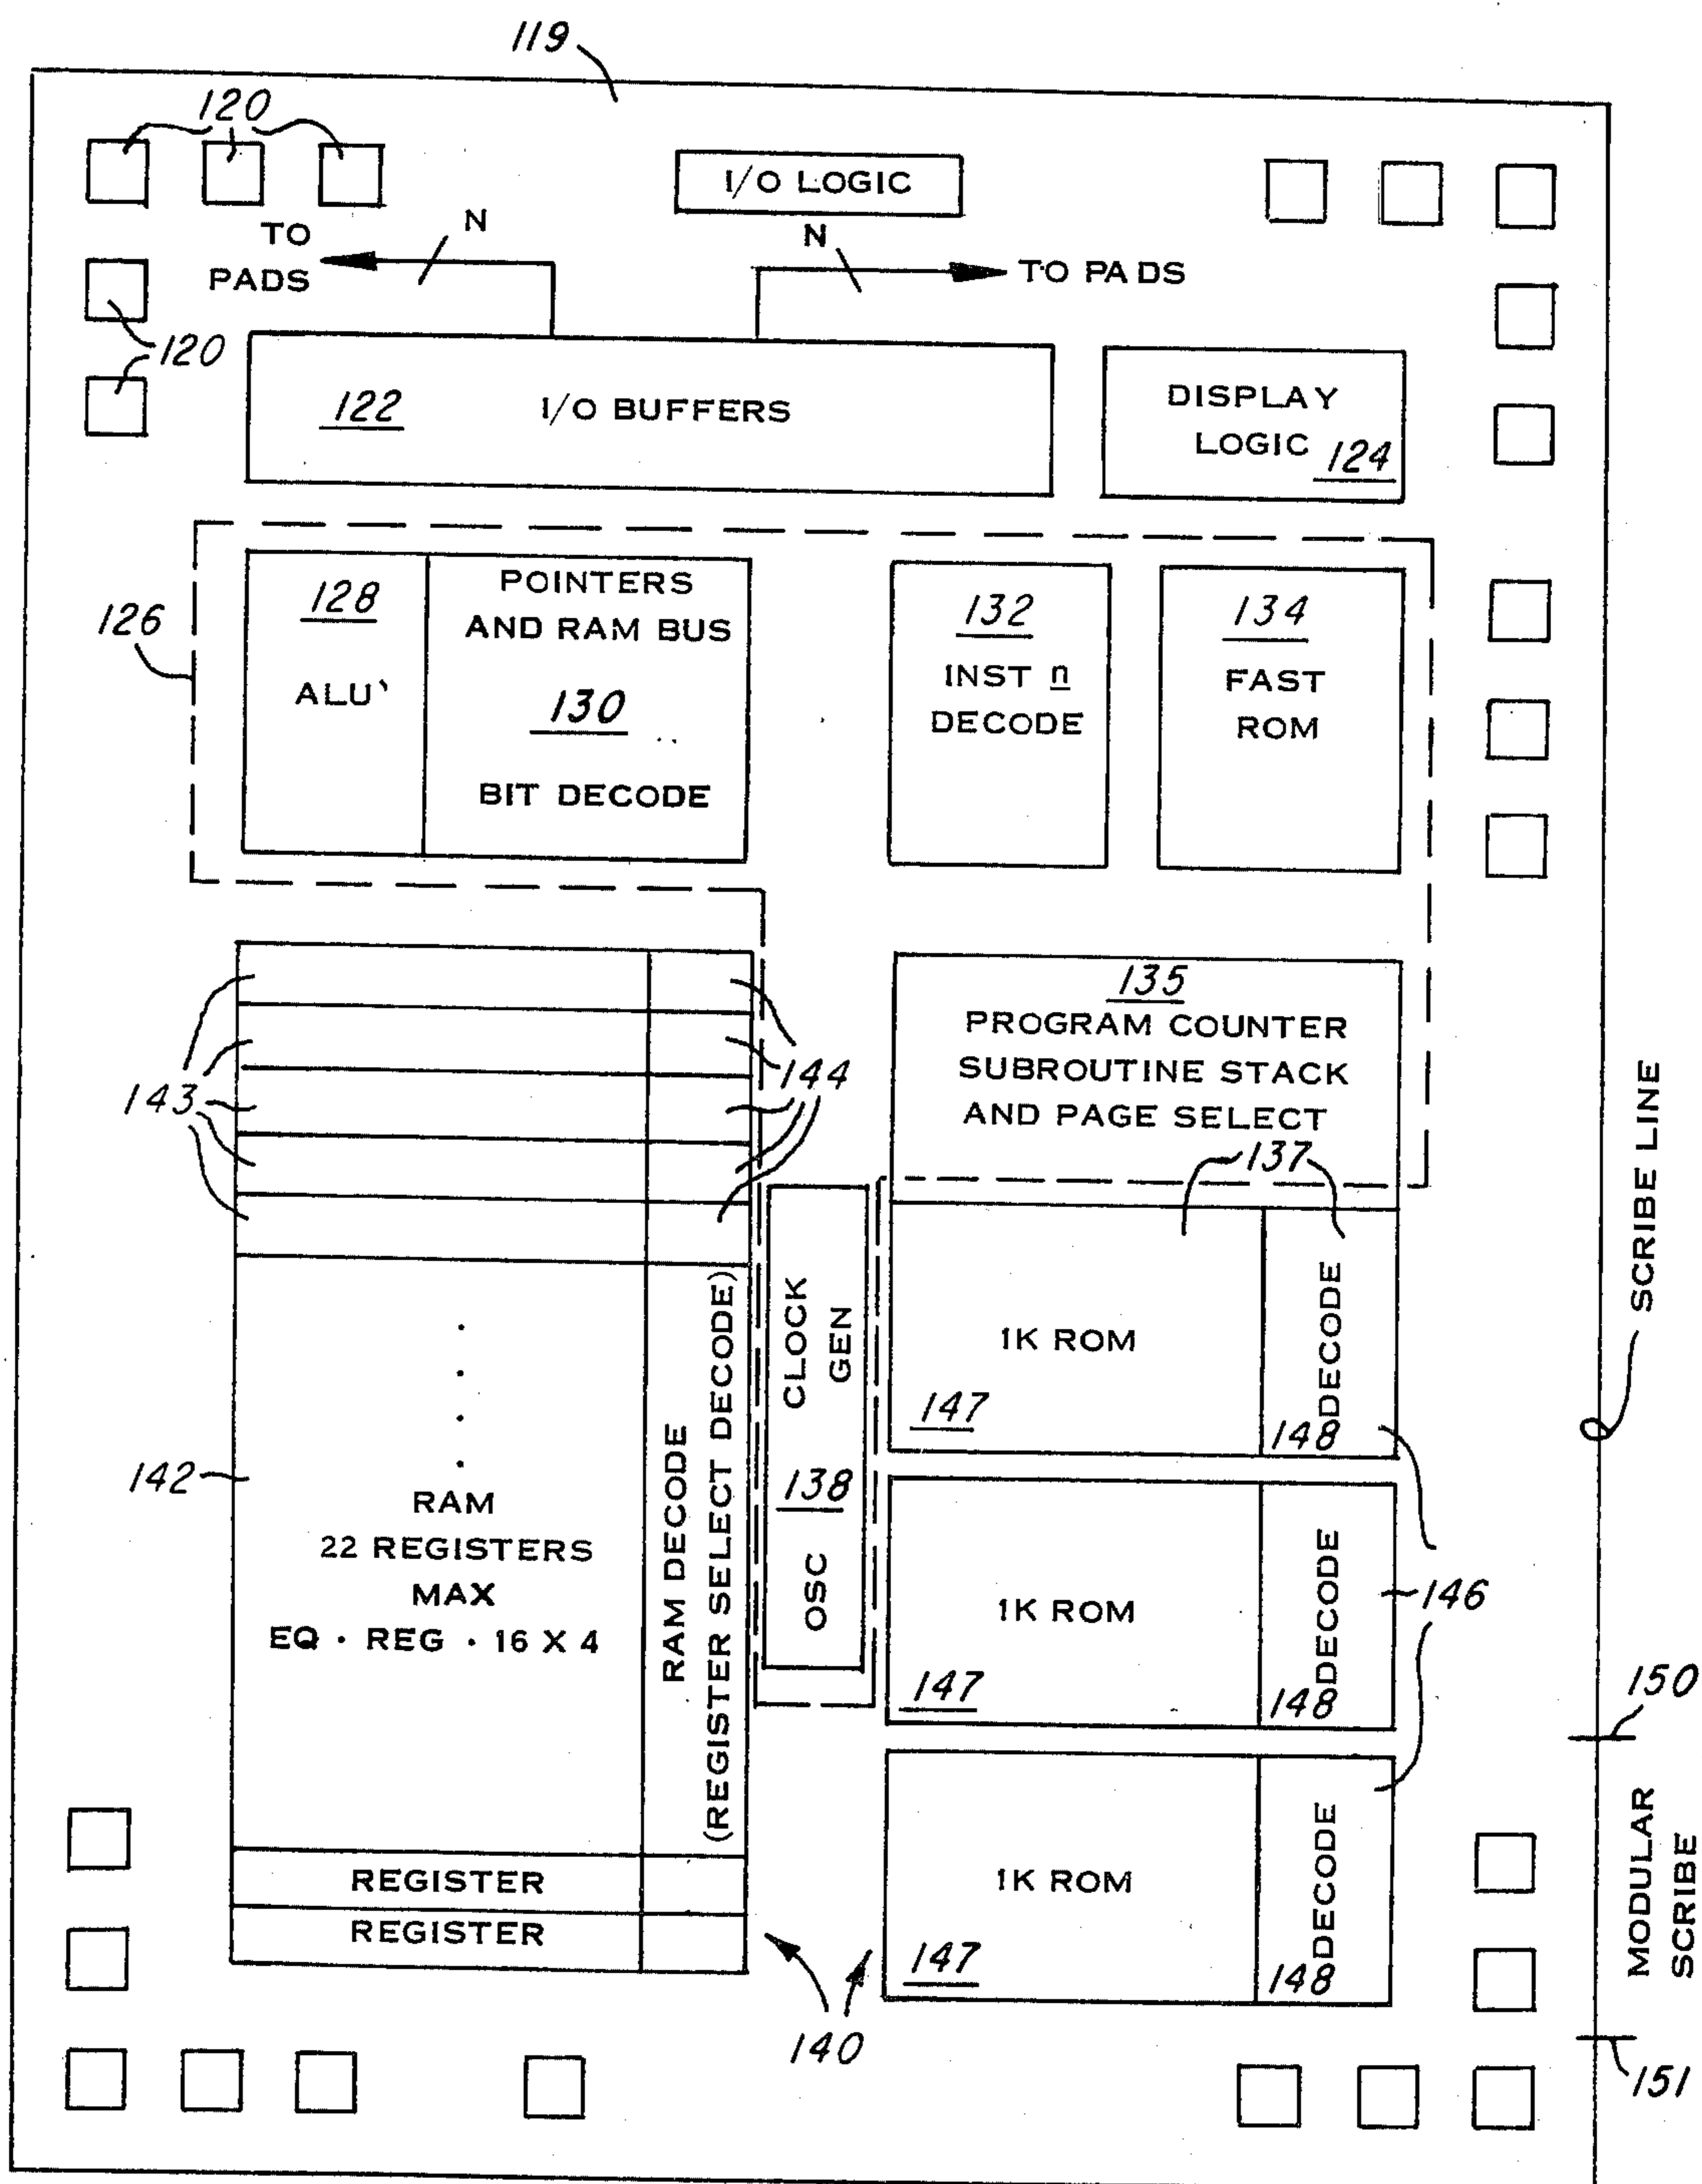 119
120
I/O LOGIC
N
TO
PADS
N
TO PADS
120
122
I/O BUFFERS
DISPLAY
LOGIC
124
126
128
ALU
POINTERS
AND RAM BUS
130
BIT DECODE
132
INST n
DECODE
134
FAST
ROM
143
144
135
PROGRAM COUNTER
SUBROUTINE STACK
AND PAGE SELECT
137
SCRIBE LINE
142
RAM
22 REGISTERS
MAX
EQ · REG · 16 X 4
RAM DECODE
(REGISTER SELECT DECODE)
CLOCK
GEN
138
OSC
1K ROM
147
DECODE
148
146
1K ROM
147
DECODE
148
150
MODULAR
SCRIBE
1K ROM
147
DECODE
148
REGISTER
REGISTER
140
151